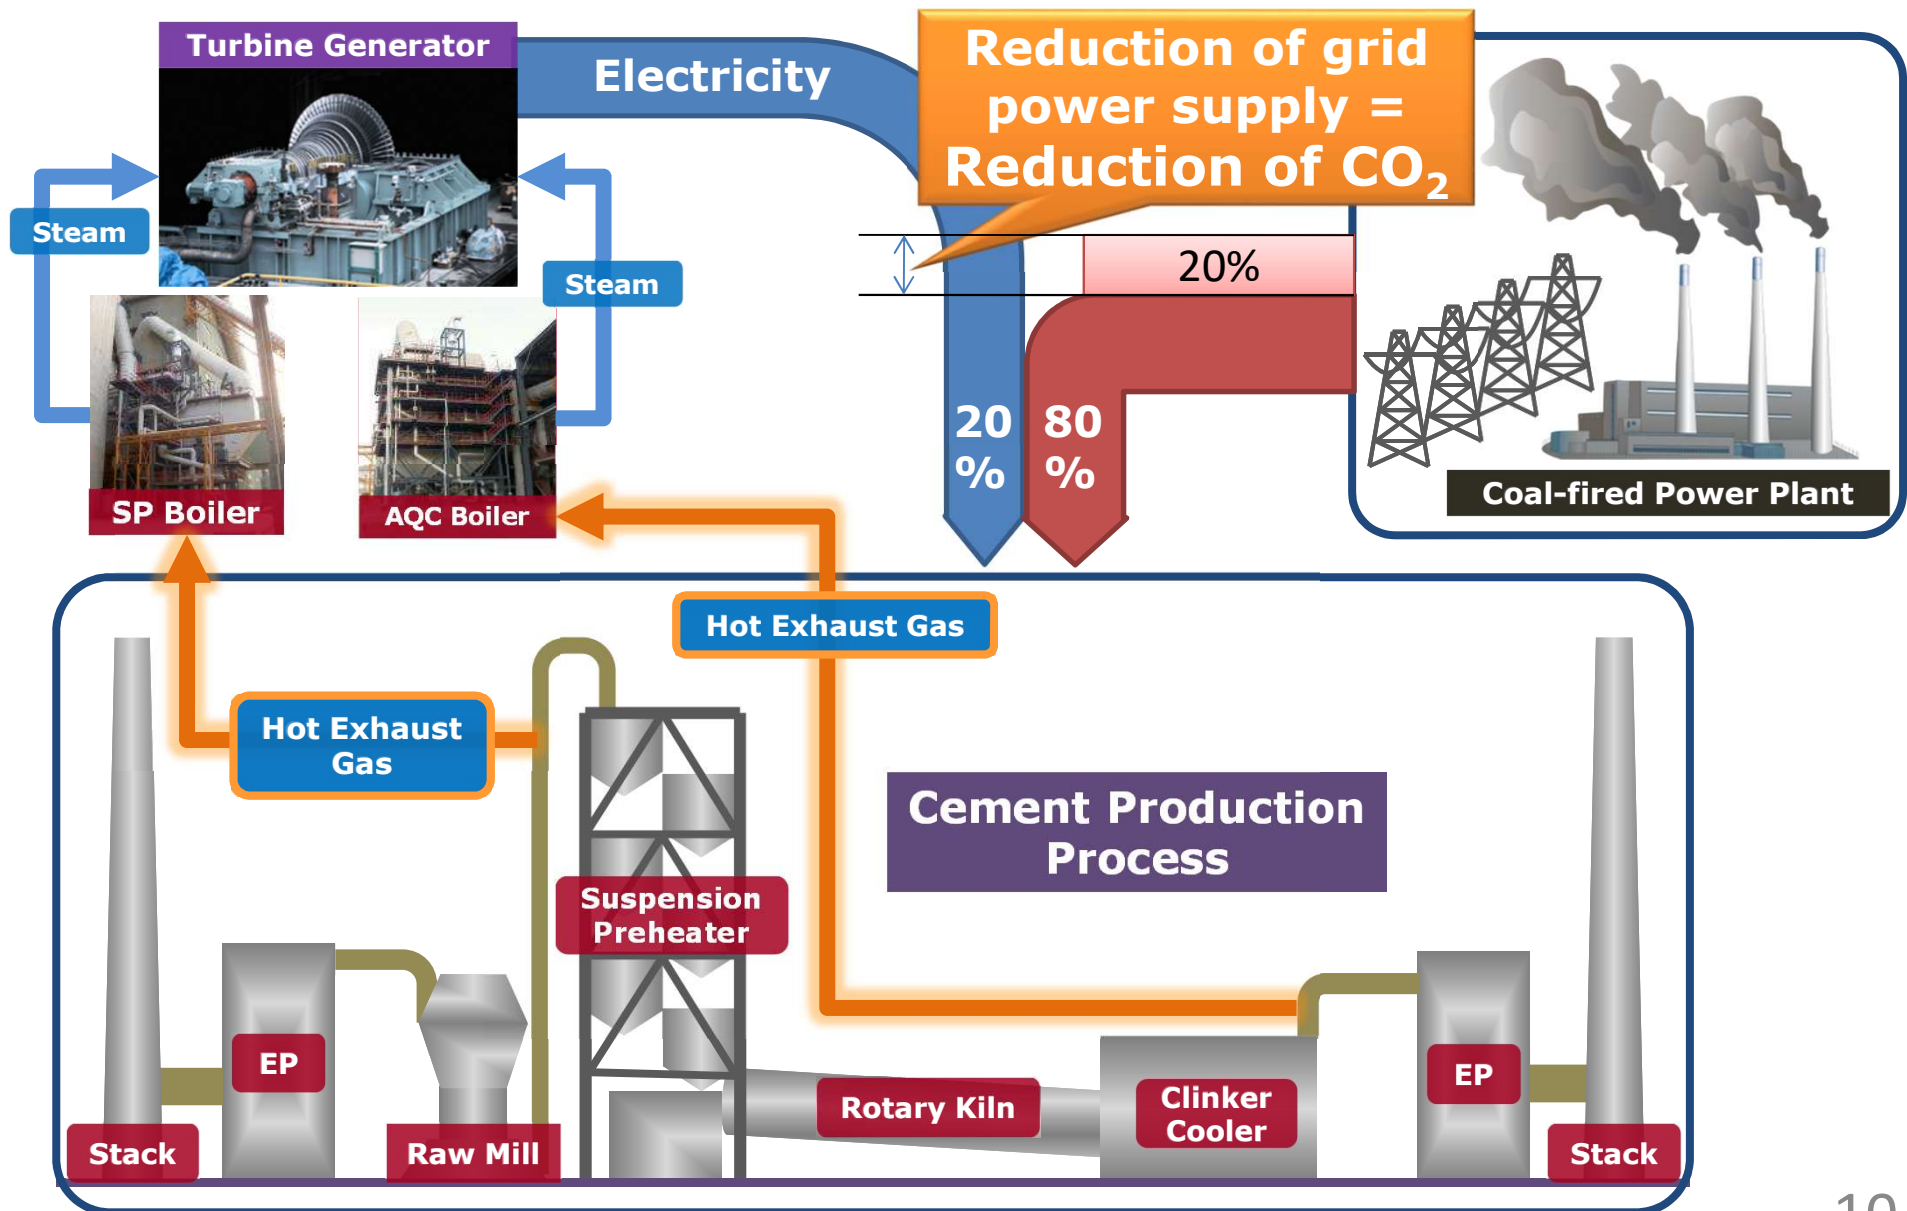 Turbine Generator
Electricity
Reduction of grid
power supply =
Reduction of CO₂
Steam
Steam
20%
20
%
80
%
SP Boiler
AQC Boiler
Coal-fired Power Plant
Hot Exhaust Gas
Hot Exhaust
Gas
Cement Production
Process
Suspension
Preheater
EP
Rotary Kiln
Clinker
Cooler
EP
Stack
Raw Mill
Stack
10